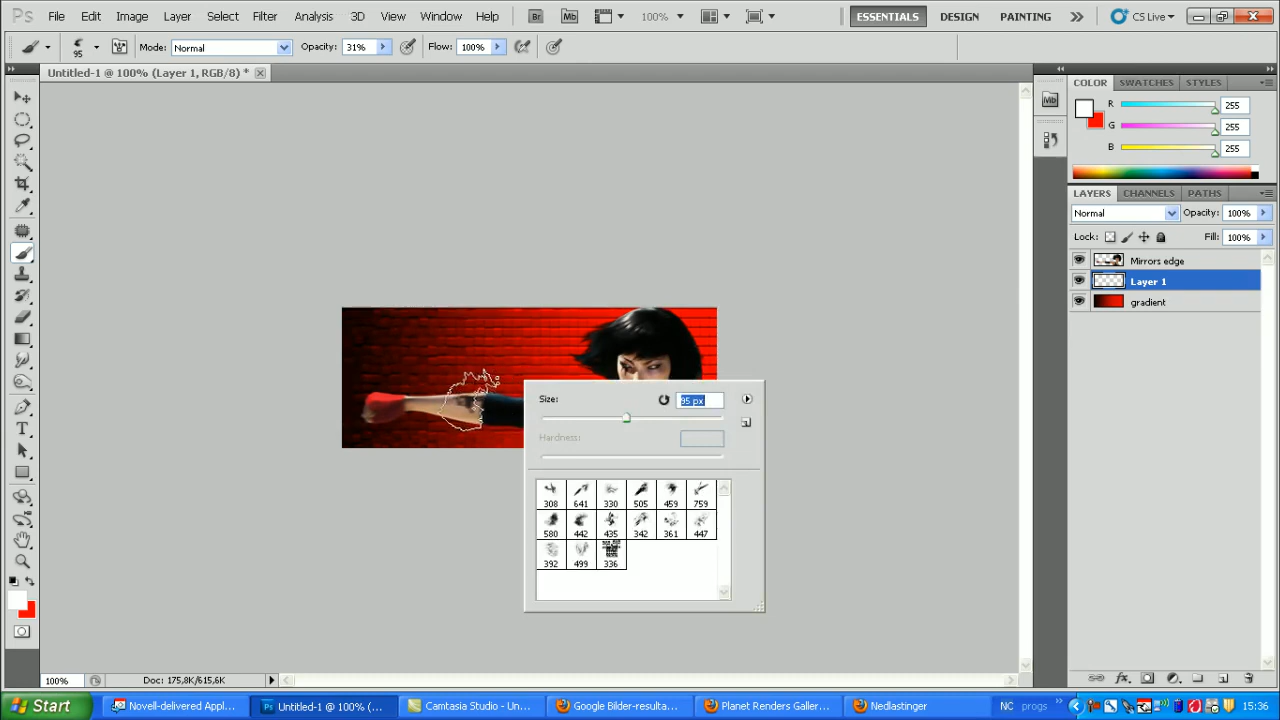 Ps File Edit Image Layer Select Filter Analysis 3D View Window Help Br Mb 100% ESSENTIALS DESIGN PAINTING CS Live
95 Mode: Normal Opacity: 31% Flow: 100%
Untitled-1 @ 100% (Layer 1, RGB/8) *
COLOR SWATCHES STYLES
Mb
R 255
G 255
B 255
LAYERS CHANNELS PATHS
Normal Opacity: 100%
Lock: Fill: 100%
Mirrors edge
Layer 1
gradient
Size: 95 px
Hardness:
308 641 330 505 459 759
580 442 435 342 361 447
392 499 336
100% Doc: 175,8K/615,6K
Start Novell-delivered Appl... Ps Untitled-1 @ 100% (... Camtasia Studio - Un... Google Bilder-resulta... Planet Renders Galler... Nedlastinger NC progs 15:36